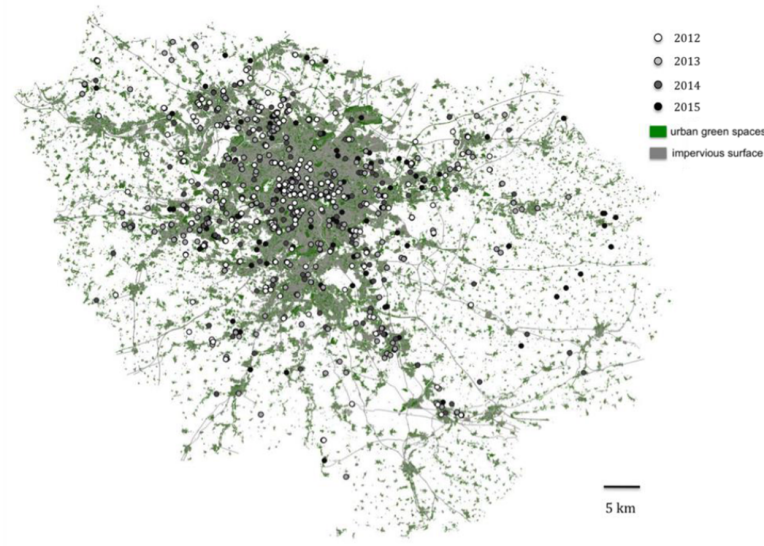 2012
2013
2014
2015
urban green spaces
impervious surface
5 km